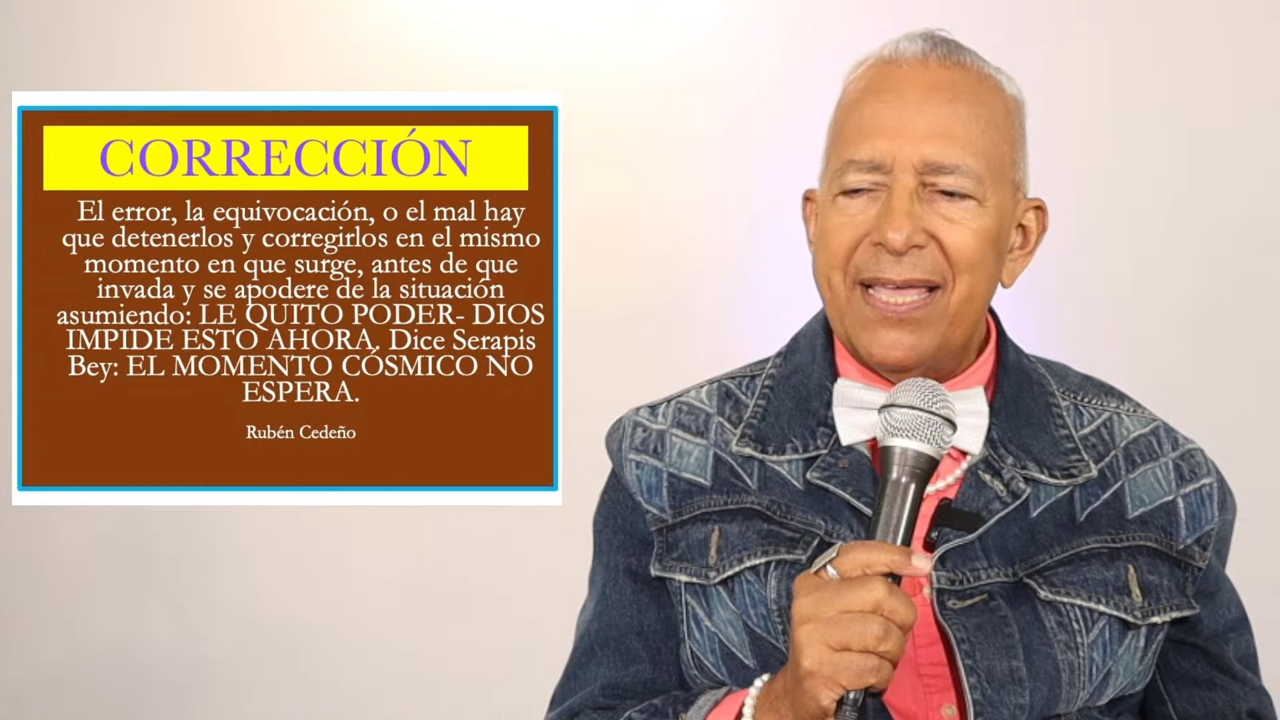 CORRECCIÓN
El error, la equivocación, o el mal hay
que detenerlos y corregirlos en el mismo
momento en que surge, antes de que
invada y se apodere de la situación
asumiendo: LE QUITO PODER- DIOS
IMPIDE ESTO AHORA. Dice Serapis
Bey: EL MOMENTO CÓSMICO NO
ESPERA.
Rubén Cedeño